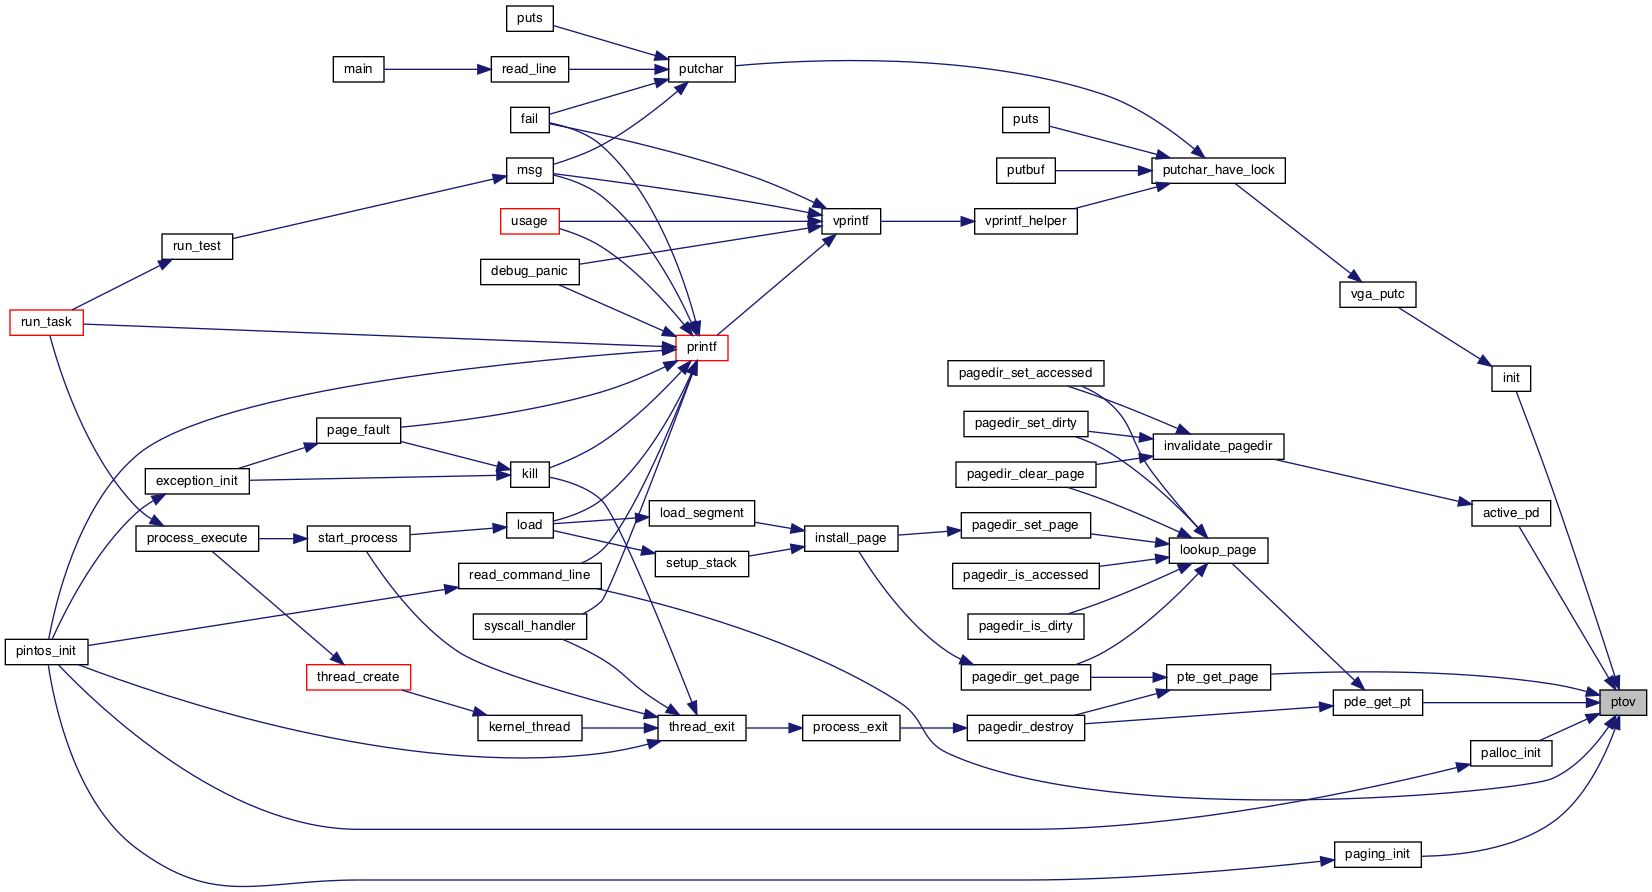 puts
main
read_line
putchar
fail
puts
msg
putbuf
putchar_have_lock
usage
vprintf
vprintf_helper
run_test
debug_panic
vga_putc
run_task
printf
pagedir_set_accessed
init
pagedir_set_dirty
page_fault
invalidate_pagedir
exception_init
kill
pagedir_clear_page
process_execute
start_process
load
load_segment
install_page
pagedir_set_page
active_pd
lookup_page
setup_stack
read_command_line
pagedir_is_accessed
syscall_handler
pagedir_is_dirty
pintos_init
thread_create
pagedir_get_page
pte_get_page
pde_get_pt
ptov
kernel_thread
thread_exit
process_exit
pagedir_destroy
palloc_init
paging_init